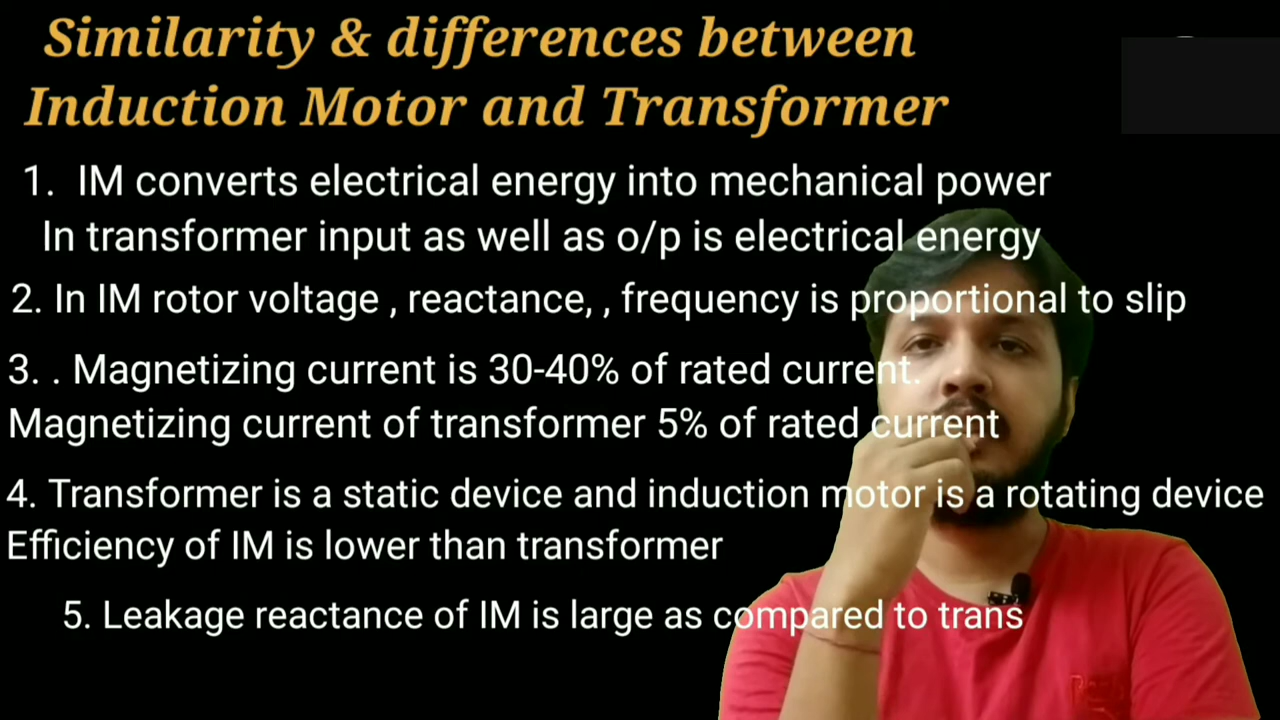 Similarity & differences between
Induction Motor and Transformer
1. IM converts electrical energy into mechanical power
In transformer input as well as o/p is electrical energy
2. In IM rotor voltage , reactance, , frequency is proportional to slip
3. . Magnetizing current is 30-40% of rated current.
Magnetizing current of transformer 5% of rated current
4. Transformer is a static device and induction motor is a rotating device
Efficiency of IM is lower than transformer
5. Leakage reactance of IM is large as compared to trans